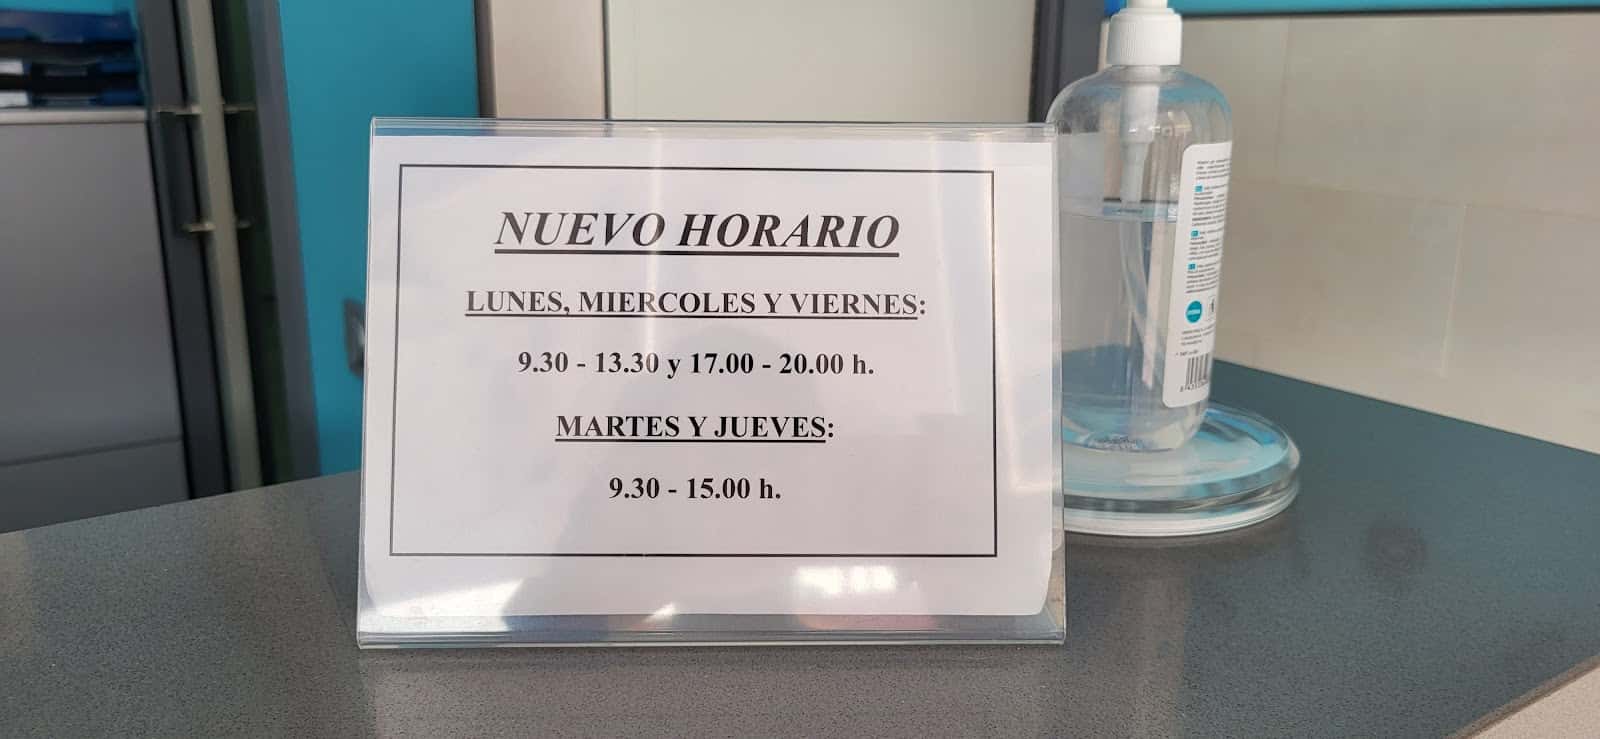 NUEVO HORARIO
LUNES, MIERCOLES Y VIERNES:
9.30 - 13.30 y 17.00 - 20.00 h.
MARTES Y JUEVES:
9.30 - 15.00 h.